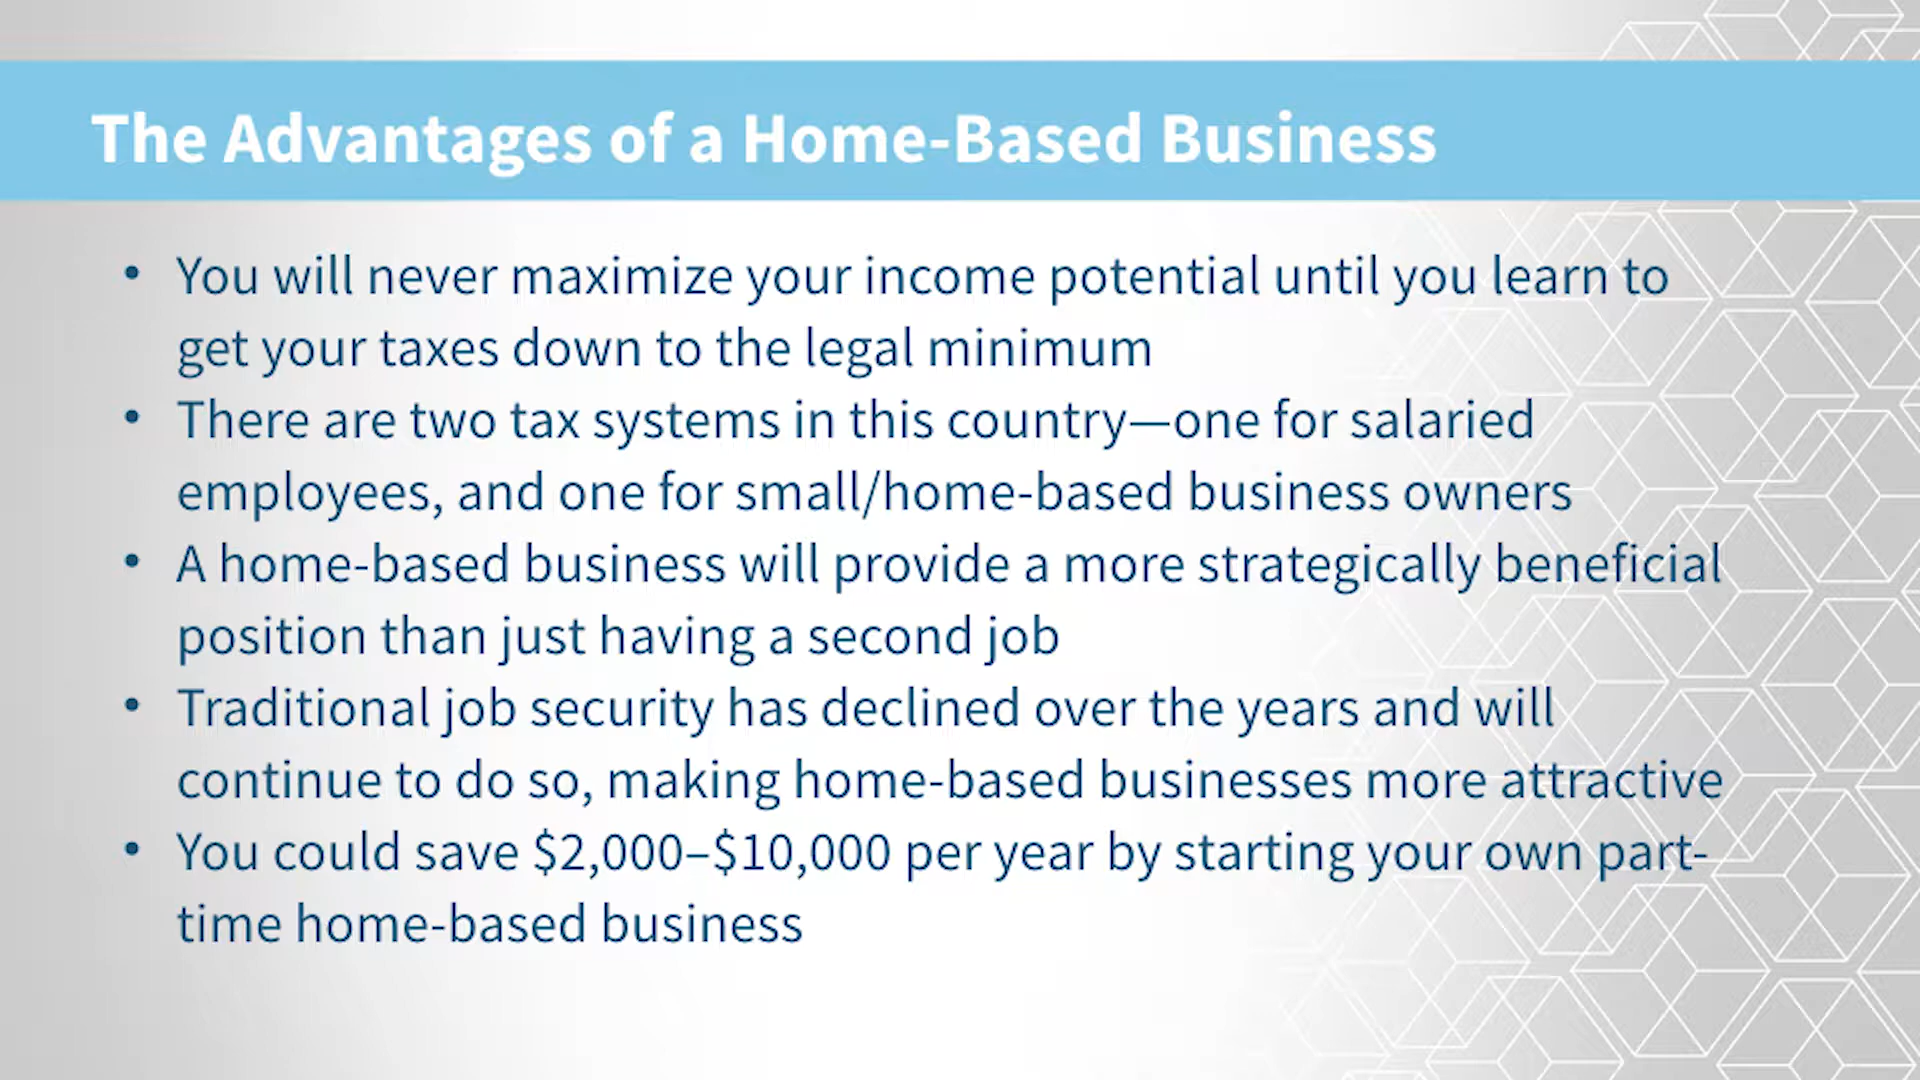 The Advantages of a Home-Based Business
• You will never maximize your income potential until you learn to
get your taxes down to the legal minimum
• There are two tax systems in this country—one for salaried
employees, and one for small/home-based business owners
• A home-based business will provide a more strategically beneficial
position than just having a second job
• Traditional job security has declined over the years and will
continue to do so, making home-based businesses more attractive
• You could save $2,000–$10,000 per year by starting your own part-
time home-based business